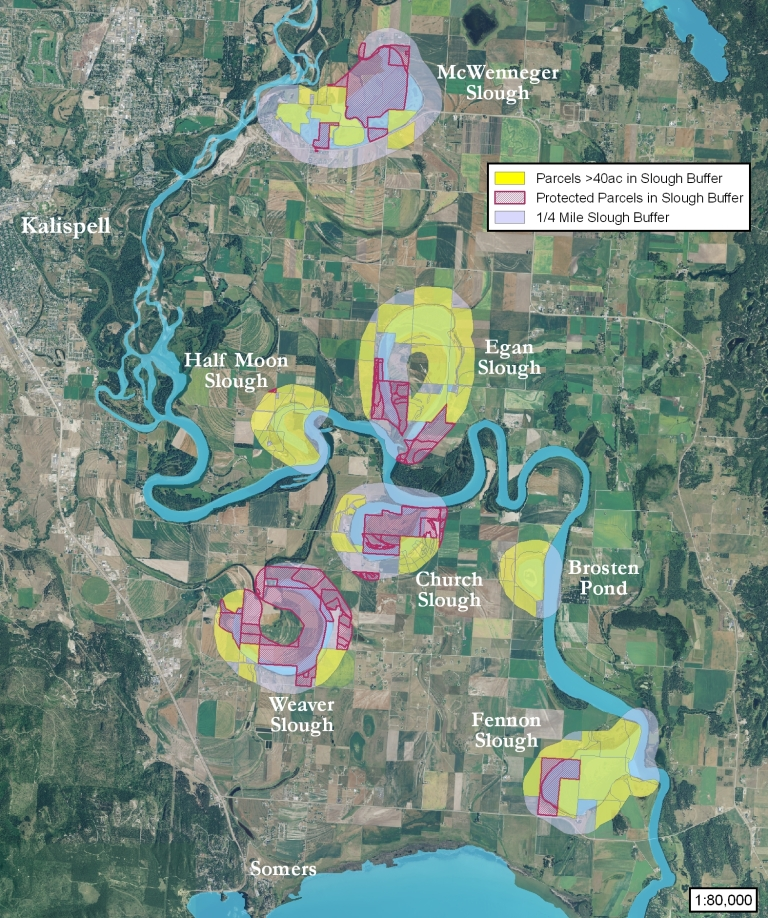 McWenneger
Slough
Parcels >40ac in Slough Buffer
Protected Parcels in Slough Buffer
1/4 Mile Slough Buffer
Kalispell
Half Moon
Slough
Egan
Slough
Church
Slough
Brosten
Pond
Weaver
Slough
Fennon
Slough
Somers
1:80,000